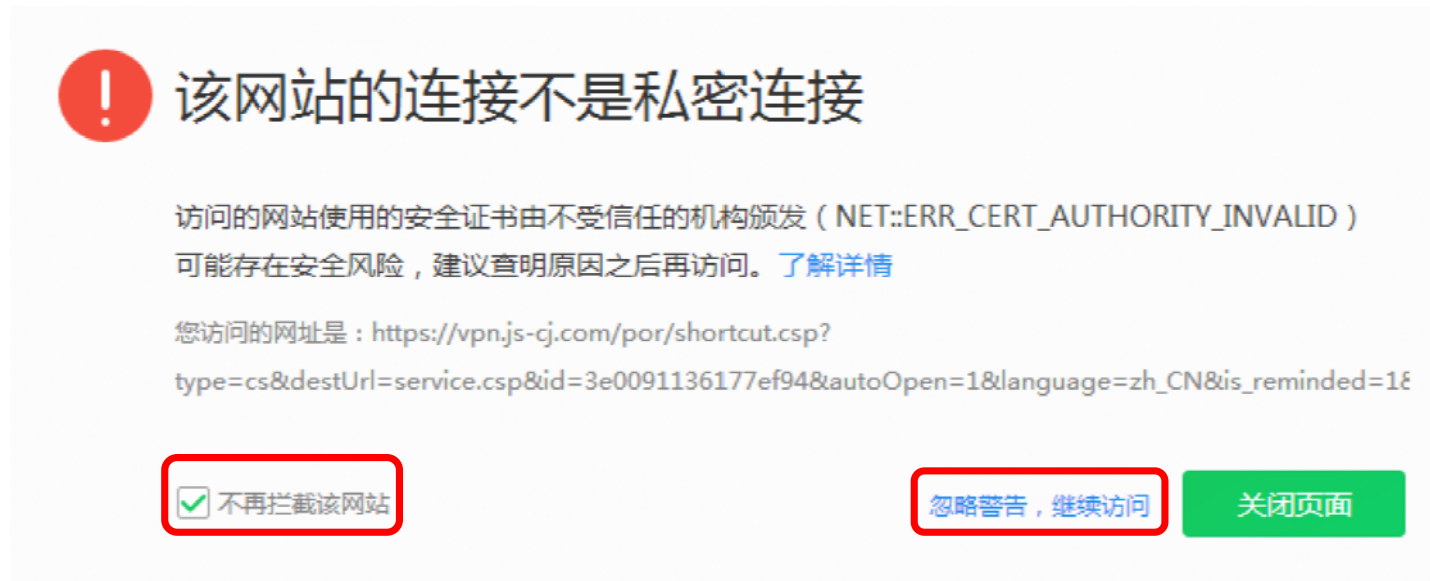 该网站的连接不是私密连接
访问的网站使用的安全证书由不受信任的机构颁发（NET::ERR_CERT_AUTHORITY_INVALID）
可能存在安全风险，建议查明原因之后再访问。了解详情
您访问的网址是：https://vpn.js-cj.com/por/shortcut.csp?
type=cs&destUrl=service.csp&id=3e0091136177ef94&autoOpen=1&language=zh_CN&is_reminded=1&
不再拦截该网站 忽略警告，继续访问 关闭页面